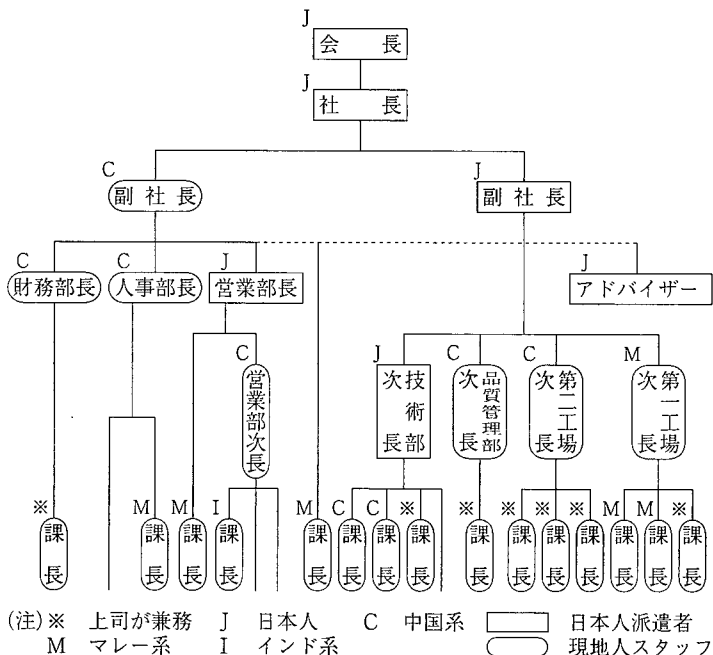 J
会長
J
社長
C J
副社長 副社長
C C J J
財務部長 人事部長 営業部長 アドバイザー
C J C C M
営業部次長 技術部次長 品質管理部次長 第二工場次長 第一工場次長
※ M M I M C C ※ ※ ※ ※ ※ M M ※
課長 課長 課長 課長 課長 課長 課長 課長 課長 課長 課長 課長 課長 課長 課長
(注)※ 上司が兼務 J 日本人 C 中国系 日本人派遣者
M マレー系 I インド系 現地人スタッフ